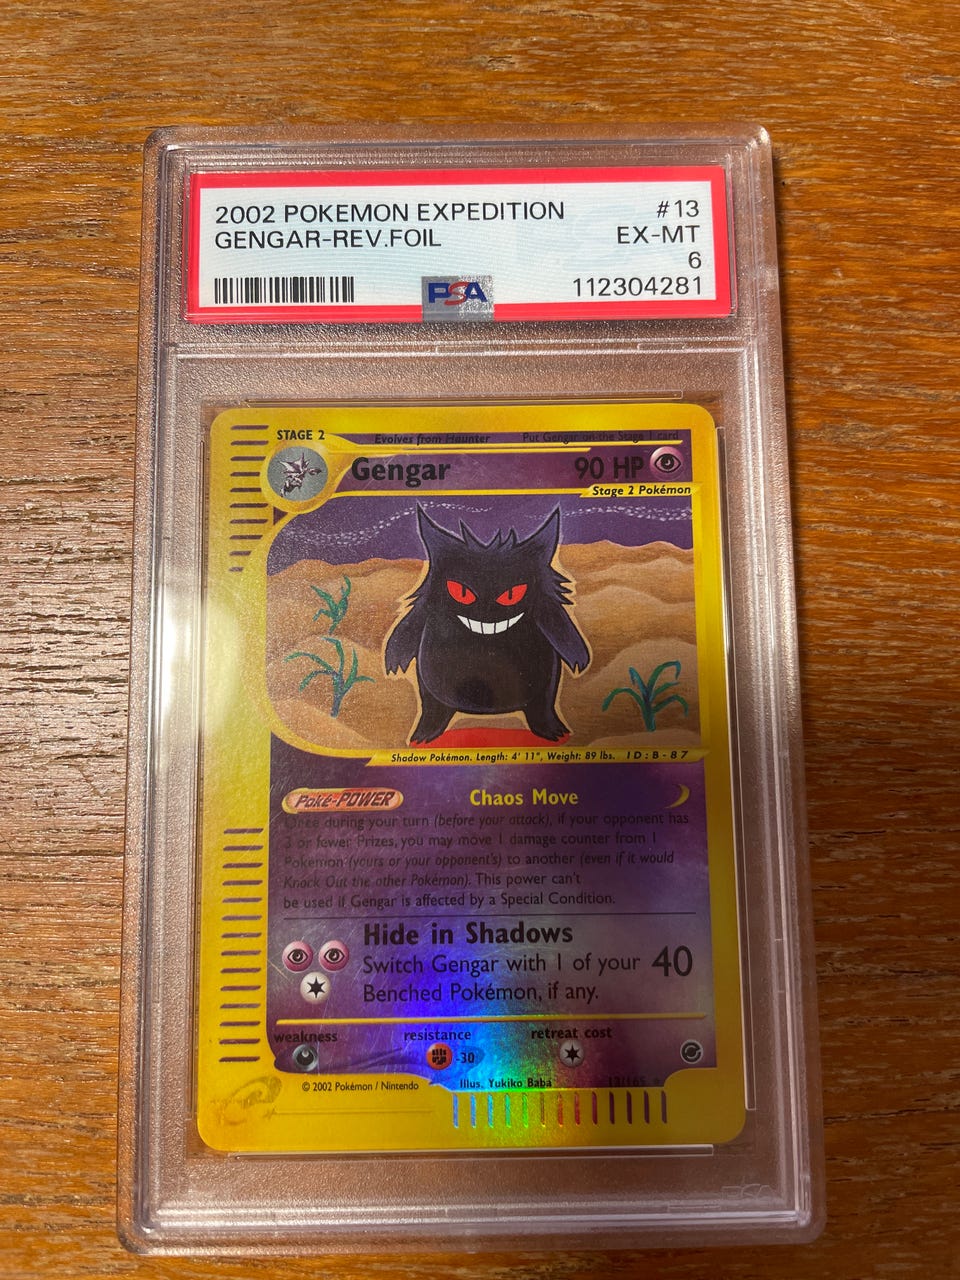 2002 POKEMON EXPEDITION #13
GENGAR-REV.FOIL EX-MT
6
PSA 112304281
STAGE 2 Evolves from Haunter Put Gengar on the Stage 1 card
Gengar 90 HP
Stage 2 Pokémon
Shadow Pokémon. Length: 4' 11", Weight: 89 lbs. ID:B-87
Poké-POWER Chaos Move
Once during your turn (before your attack), if your opponent has
3 or fewer Prizes, you may move 1 damage counter from 1
Pokémon (yours or your opponent's) to another (even if it would
Knock Out the other Pokémon). This power can't
be used if Gengar is affected by a Special Condition.
Hide in Shadows
Switch Gengar with 1 of your 40
Benched Pokémon, if any.
weakness resistance retreat cost
-30
© 2002 Pokémon / Nintendo Illus. Yukiko Baba 13/165